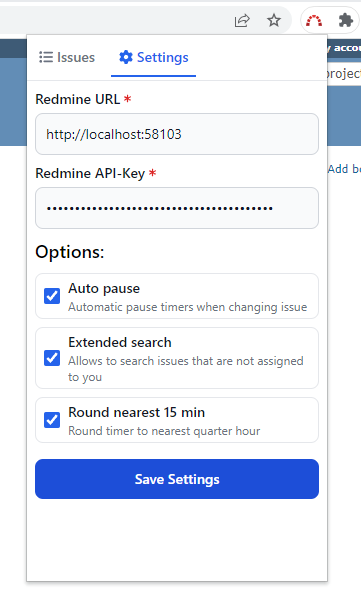 Issues Settings
y accou
Redmine URL *
project
http://localhost:58103
Redmine API-Key *
Add bo
••••••••••••••••••••••••••••••••••••••••
Options:
Auto pause
Automatic pause timers when changing issue
Extended search
Allows to search issues that are not assigned
to you
Round nearest 15 min
Round timer to nearest quarter hour
Save Settings